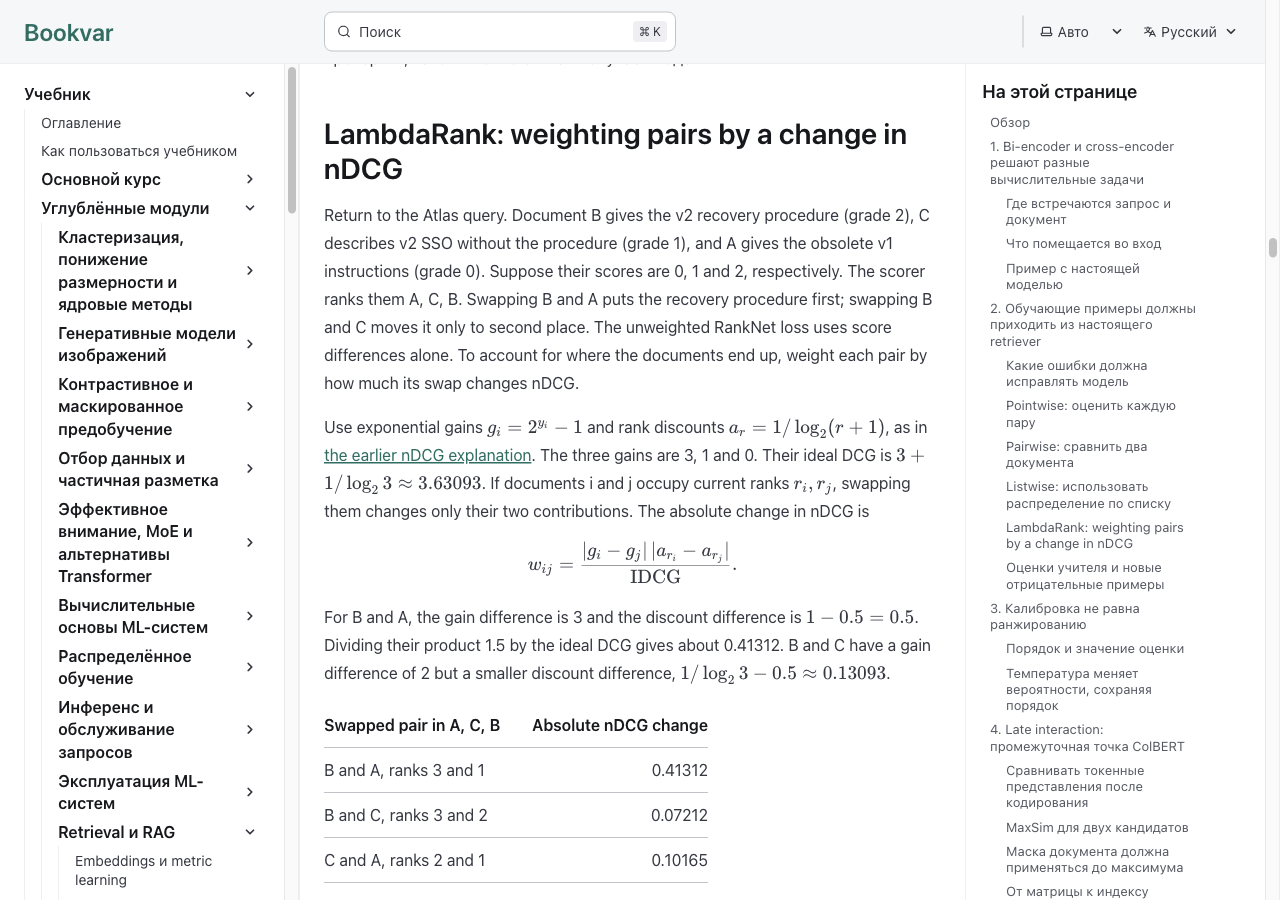 Bookvar
Поиск
⌘ K
Авто
Русский
Учебник
Оглавление
Как пользоваться учебником
Основной курс
Углублённые модули
Кластеризация,
понижение
размерности и
ядровые методы
Генеративные модели
изображений
Контрастивное и
маскированное
предобучение
Отбор данных и
частичная разметка
Эффективное
внимание, MoE и
альтернативы
Transformer
Вычислительные
основы ML-систем
Распределённое
обучение
Инференс и
обслуживание
запросов
Эксплуатация ML-
систем
Retrieval и RAG
Embeddings и metric
learning
LambdaRank: weighting pairs by a change in
nDCG
Return to the Atlas query. Document B gives the v2 recovery procedure (grade 2), C
describes v2 SSO without the procedure (grade 1), and A gives the obsolete v1
instructions (grade 0). Suppose their scores are 0, 1 and 2, respectively. The scorer
ranks them A, C, B. Swapping B and A puts the recovery procedure first; swapping B
and C moves it only to second place. The unweighted RankNet loss uses score
differences alone. To account for where the documents end up, weight each pair by
how much its swap changes nDCG.
Use exponential gains g_i = 2^{y_i} − 1 and rank discounts a_r = 1/ log_2(r + 1), as in
the earlier nDCG explanation. The three gains are 3, 1 and 0. Their ideal DCG is 3 +
1/ log_2 3 ≈ 3.63093. If documents i and j occupy current ranks r_i, r_j, swapping
them changes only their two contributions. The absolute change in nDCG is
w_{ij} = |g_i − g_j| |a_{r_i} − a_{r_j}| / IDCG.
For B and A, the gain difference is 3 and the discount difference is 1 − 0.5 = 0.5.
Dividing their product 1.5 by the ideal DCG gives about 0.41312. B and C have a gain
difference of 2 but a smaller discount difference, 1/ log_2 3 − 0.5 ≈ 0.13093.
Swapped pair in A, C, B Absolute nDCG change
B and A, ranks 3 and 1 0.41312
B and C, ranks 3 and 2 0.07212
C and A, ranks 2 and 1 0.10165
На этой странице
Обзор
1. Bi-encoder и cross-encoder
решают разные
вычислительные задачи
Где встречаются запрос и
документ
Что помещается во вход
Пример с настоящей
моделью
2. Обучающие примеры должны
приходить из настоящего
retriever
Какие ошибки должна
исправлять модель
Pointwise: оценить каждую
пару
Pairwise: сравнить два
документа
Listwise: использовать
распределение по списку
LambdaRank: weighting pairs
by a change in nDCG
Оценки учителя и новые
отрицательные примеры
3. Калибровка не равна
ранжированию
Порядок и значение оценки
Температура меняет
вероятности, сохраняя
порядок
4. Late interaction:
промежуточная точка ColBERT
Сравнивать токенные
представления после
кодирования
MaxSim для двух кандидатов
Маска документа должна
применяться до максимума
От матрицы к индексу